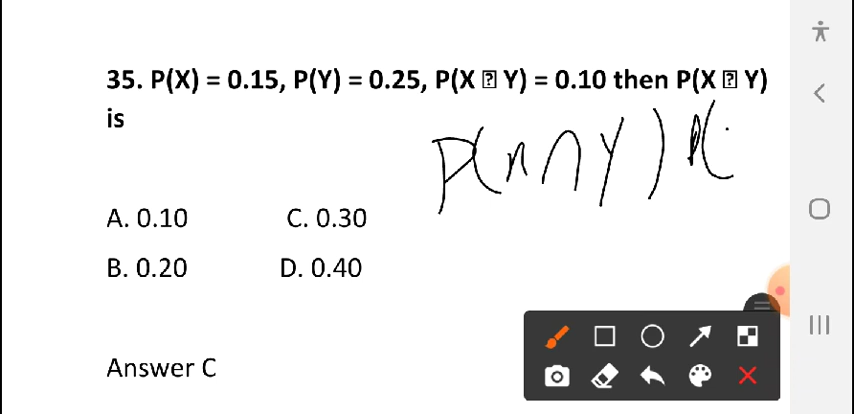 35. P(X) = 0.15, P(Y) = 0.25, P(X ⍰ Y) = 0.10 then P(X ⍰ Y)
is
P(n∩Y) P(
A. 0.10 C. 0.30
B. 0.20 D. 0.40
Answer C